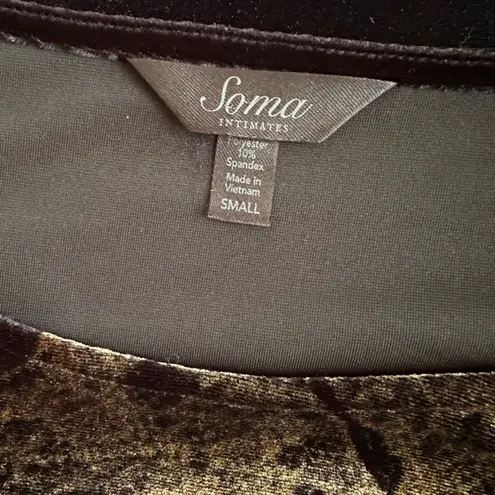 Soma
INTIMATES
Polyester
10%
Spandex
Made in
Vietnam
SMALL